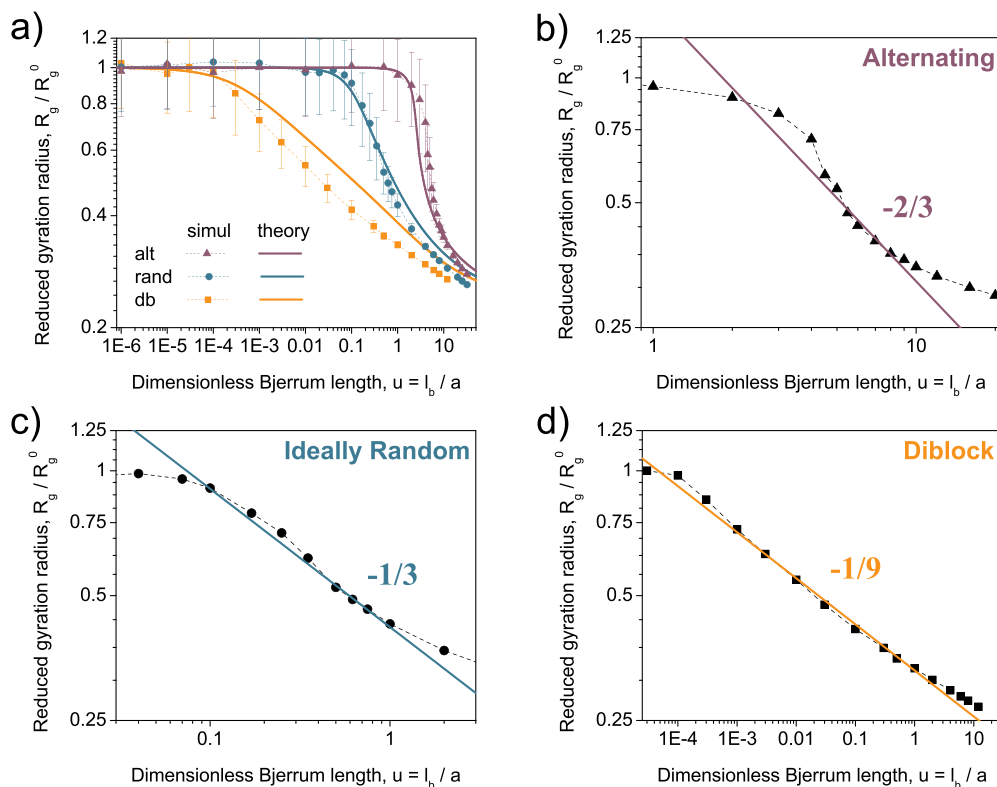 a)
1.2
1.0
0.8
0.6
0.4
0.2
Reduced gyration radius, R_g / R_g^0
simul theory
alt
rand
db
1E-6 1E-5 1E-4 1E-3 0.01 0.1 1 10
Dimensionless Bjerrum length, u = l_b / a
b)
Alternating
1.25
1
0.75
0.5
0.25
Reduced gyration radius, R_g / R_g^0
-2/3
1 10
Dimensionless Bjerrum length, u = l_b / a
c)
Ideally Random
1.25
1
0.75
0.5
0.25
Reduced gyration radius, R_g / R_g^0
-1/3
0.1 1
Dimensionless Bjerrum length, u = l_b / a
d)
Diblock
1.25
1
0.75
0.5
0.25
Reduced gyration radius, R_g / R_g^0
-1/9
1E-4 1E-3 0.01 0.1 1 10
Dimensionless Bjerrum length, u = l_b / a